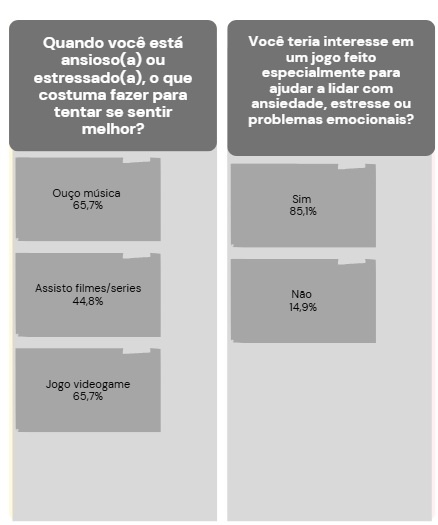 Quando você está
ansioso(a) ou
estressado(a), o que
costuma fazer para
tentar se sentir
melhor?
Ouço música
65,7%
Assisto filmes/series
44,8%
Jogo videogame
65,7%
Você teria interesse em
um jogo feito
especialmente para
ajudar a lidar com
ansiedade, estresse ou
problemas emocionais?
Sim
85,1%
Não
14,9%